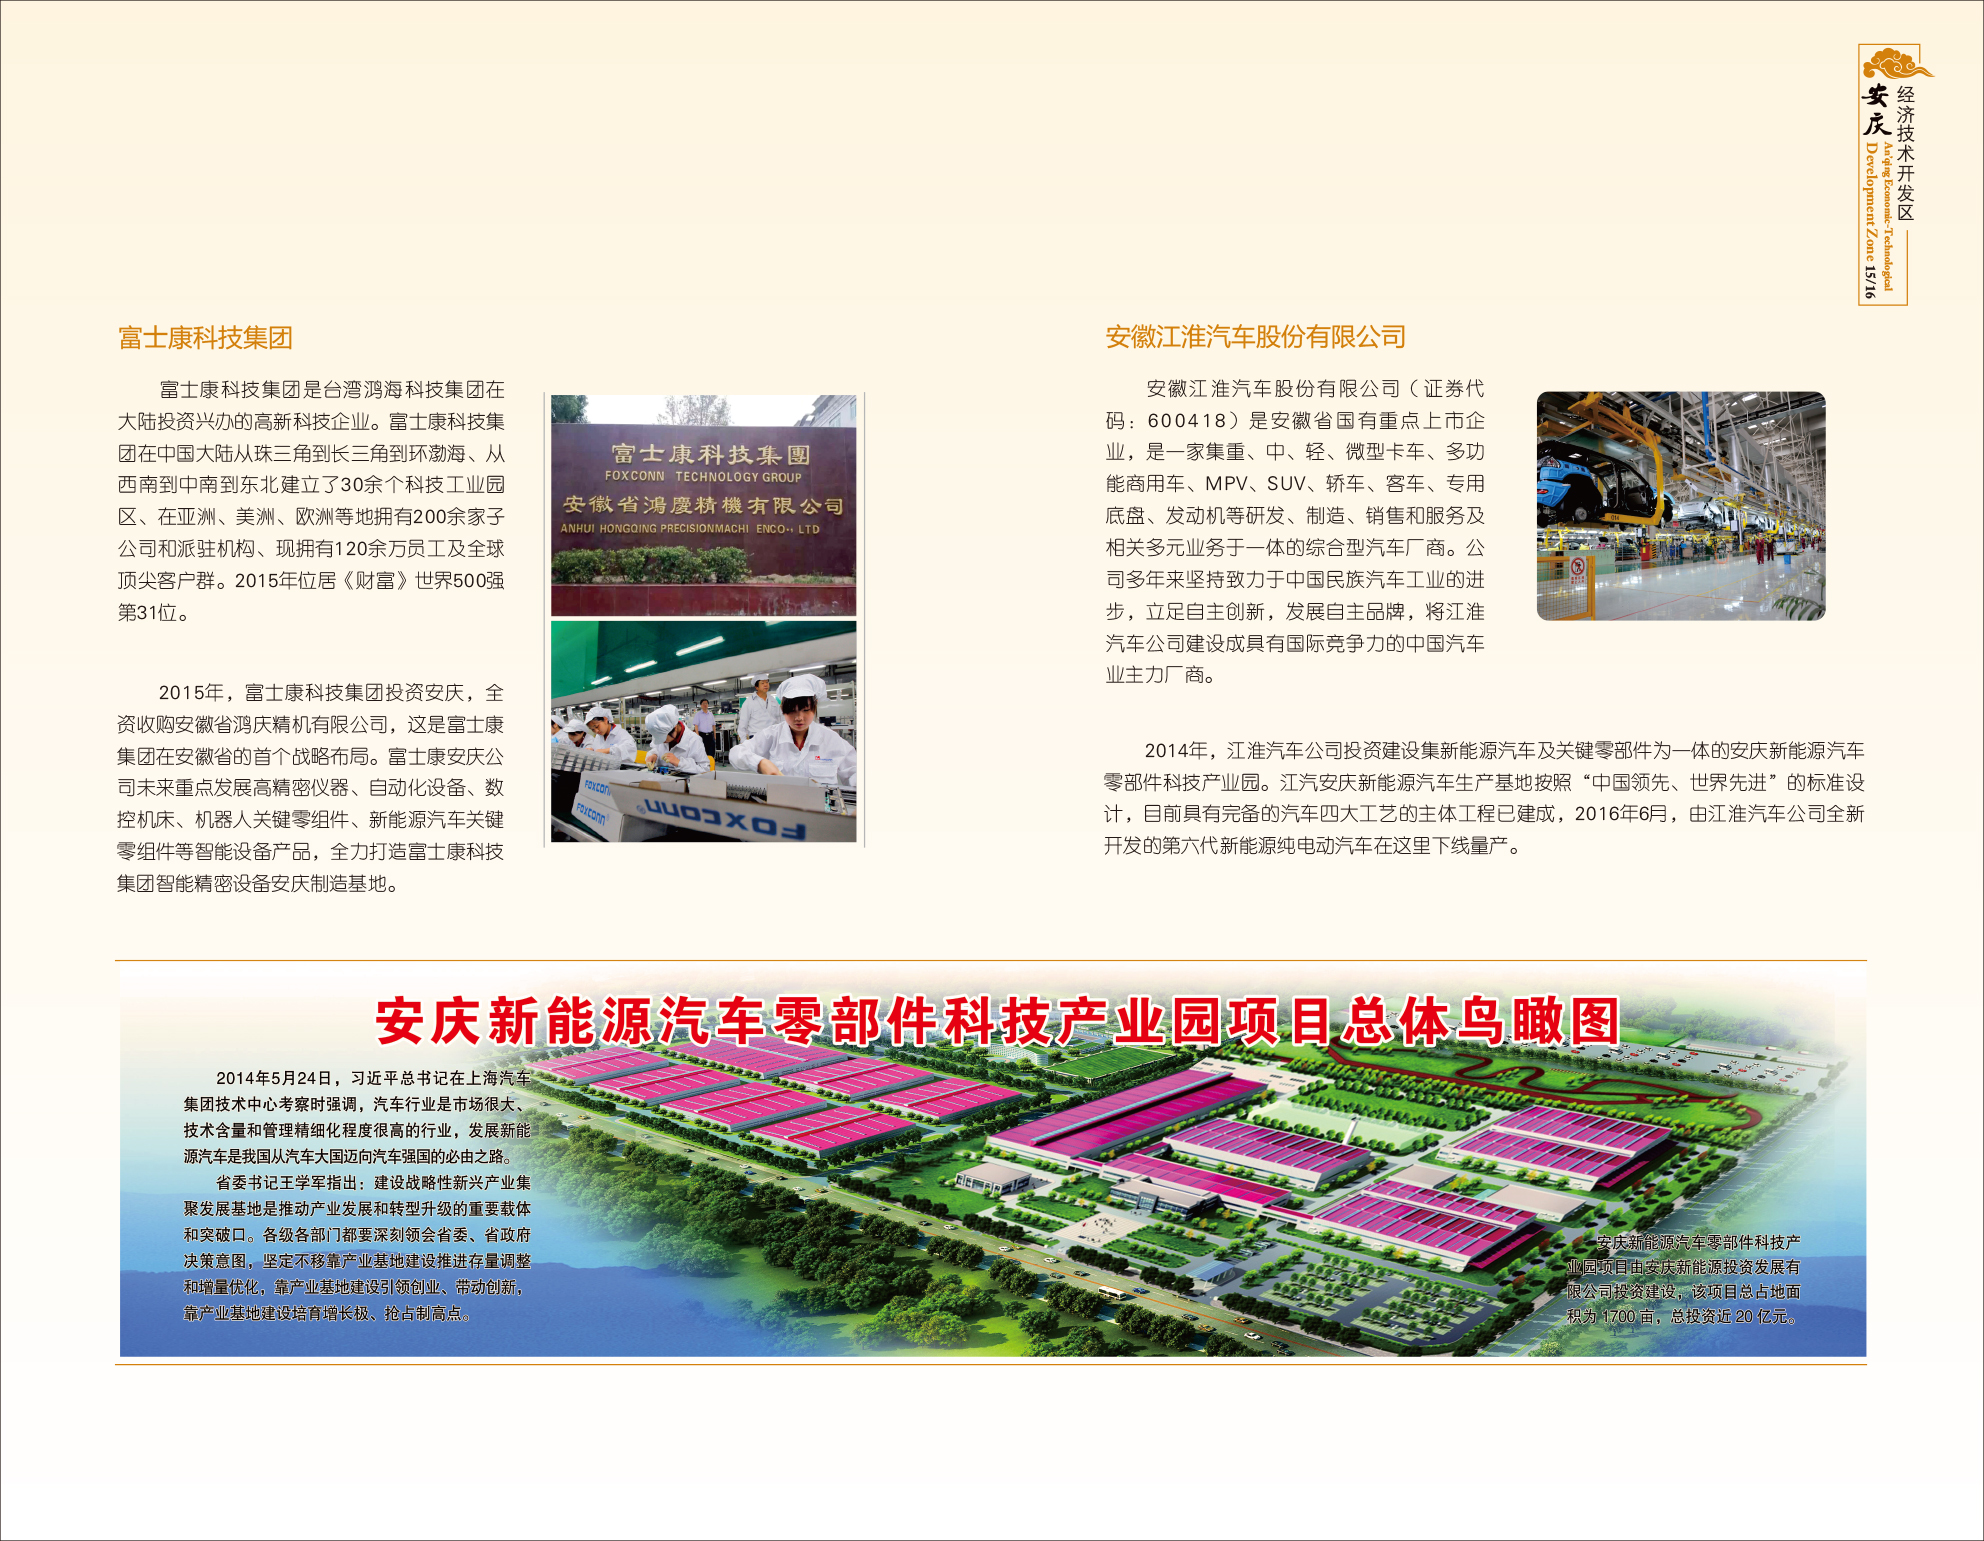 安庆
经济技术开发区
An'qing Economic-Technological
Development Zone 15/16
富士康科技集团
富士康科技集团是台湾鸿海科技集团在
大陆投资兴办的高新科技企业。富士康科技集
团在中国大陆从珠三角到长三角到环渤海、从
西南到中南到东北建立了30余个科技工业园
区、在亚洲、美洲、欧洲等地拥有200余家子
公司和派驻机构、现拥有120余万员工及全球
顶尖客户群。2015年位居《财富》世界500强
第31位。
2015年，富士康科技集团投资安庆，全
资收购安徽省鸿庆精机有限公司，这是富士康
集团在安徽省的首个战略布局。富士康安庆公
司未来重点发展高精密仪器、自动化设备、数
控机床、机器人关键零组件、新能源汽车关键
零组件等智能设备产品，全力打造富士康科技
集团智能精密设备安庆制造基地。
富士康科技集團
FOXCONN TECHNOLOGY GROUP
安徽省鴻慶精機有限公司
ANHUI HONGQING PRECISIONMACHI ENCO., LTD
FOXCONN
FOXCONN
FOXCONN
安徽江淮汽车股份有限公司
安徽江淮汽车股份有限公司（证券代
码：600418）是安徽省国有重点上市企
业，是一家集重、中、轻、微型卡车、多功
能商用车、MPV、SUV、轿车、客车、专用
底盘、发动机等研发、制造、销售和服务及
相关多元业务于一体的综合型汽车厂商。公
司多年来坚持致力于中国民族汽车工业的进
步，立足自主创新，发展自主品牌，将江淮
汽车公司建设成具有国际竞争力的中国汽车
业主力厂商。
2014年，江淮汽车公司投资建设集新能源汽车及关键零部件为一体的安庆新能源汽车
零部件科技产业园。江汽安庆新能源汽车生产基地按照“中国领先、世界先进”的标准设
计，目前具有完备的汽车四大工艺的主体工程已建成，2016年6月，由江淮汽车公司全新
开发的第六代新能源纯电动汽车在这里下线量产。
安庆新能源汽车零部件科技产业园项目总体鸟瞰图
2014年5月24日，习近平总书记在上海汽车
集团技术中心考察时强调，汽车行业是市场很大、
技术含量和管理精细化程度很高的行业，发展新能
源汽车是我国从汽车大国迈向汽车强国的必由之路。
省委书记王学军指出：建设战略性新兴产业集
聚发展基地是推动产业发展和转型升级的重要载体
和突破口。各级各部门都要深刻领会省委、省政府
决策意图，坚定不移靠产业基地建设推进存量调整
和增量优化，靠产业基地建设引领创业、带动创新，
靠产业基地建设培育增长极、抢占制高点。
安庆新能源汽车零部件科技产
业园项目由安庆新能源投资发展有
限公司投资建设，该项目总占地面
积为 1700 亩，总投资近 20 亿元。